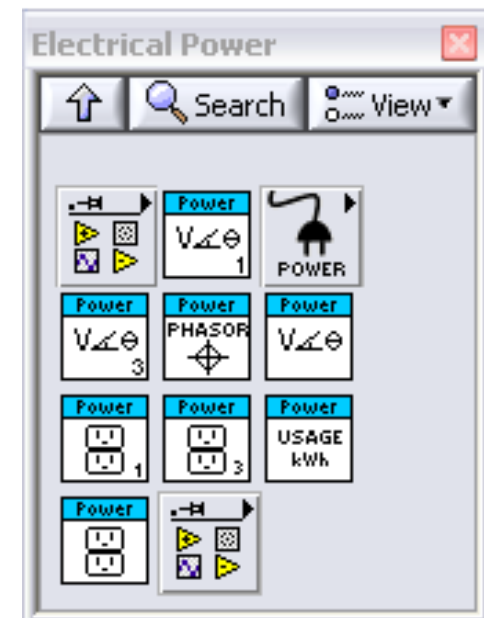 Electrical Power
Search View
Power
V∠θ
1
POWER
Power Power Power
V∠θ PHASOR V∠θ
3
Power Power Power
1 3 USAGE
kWh
Power